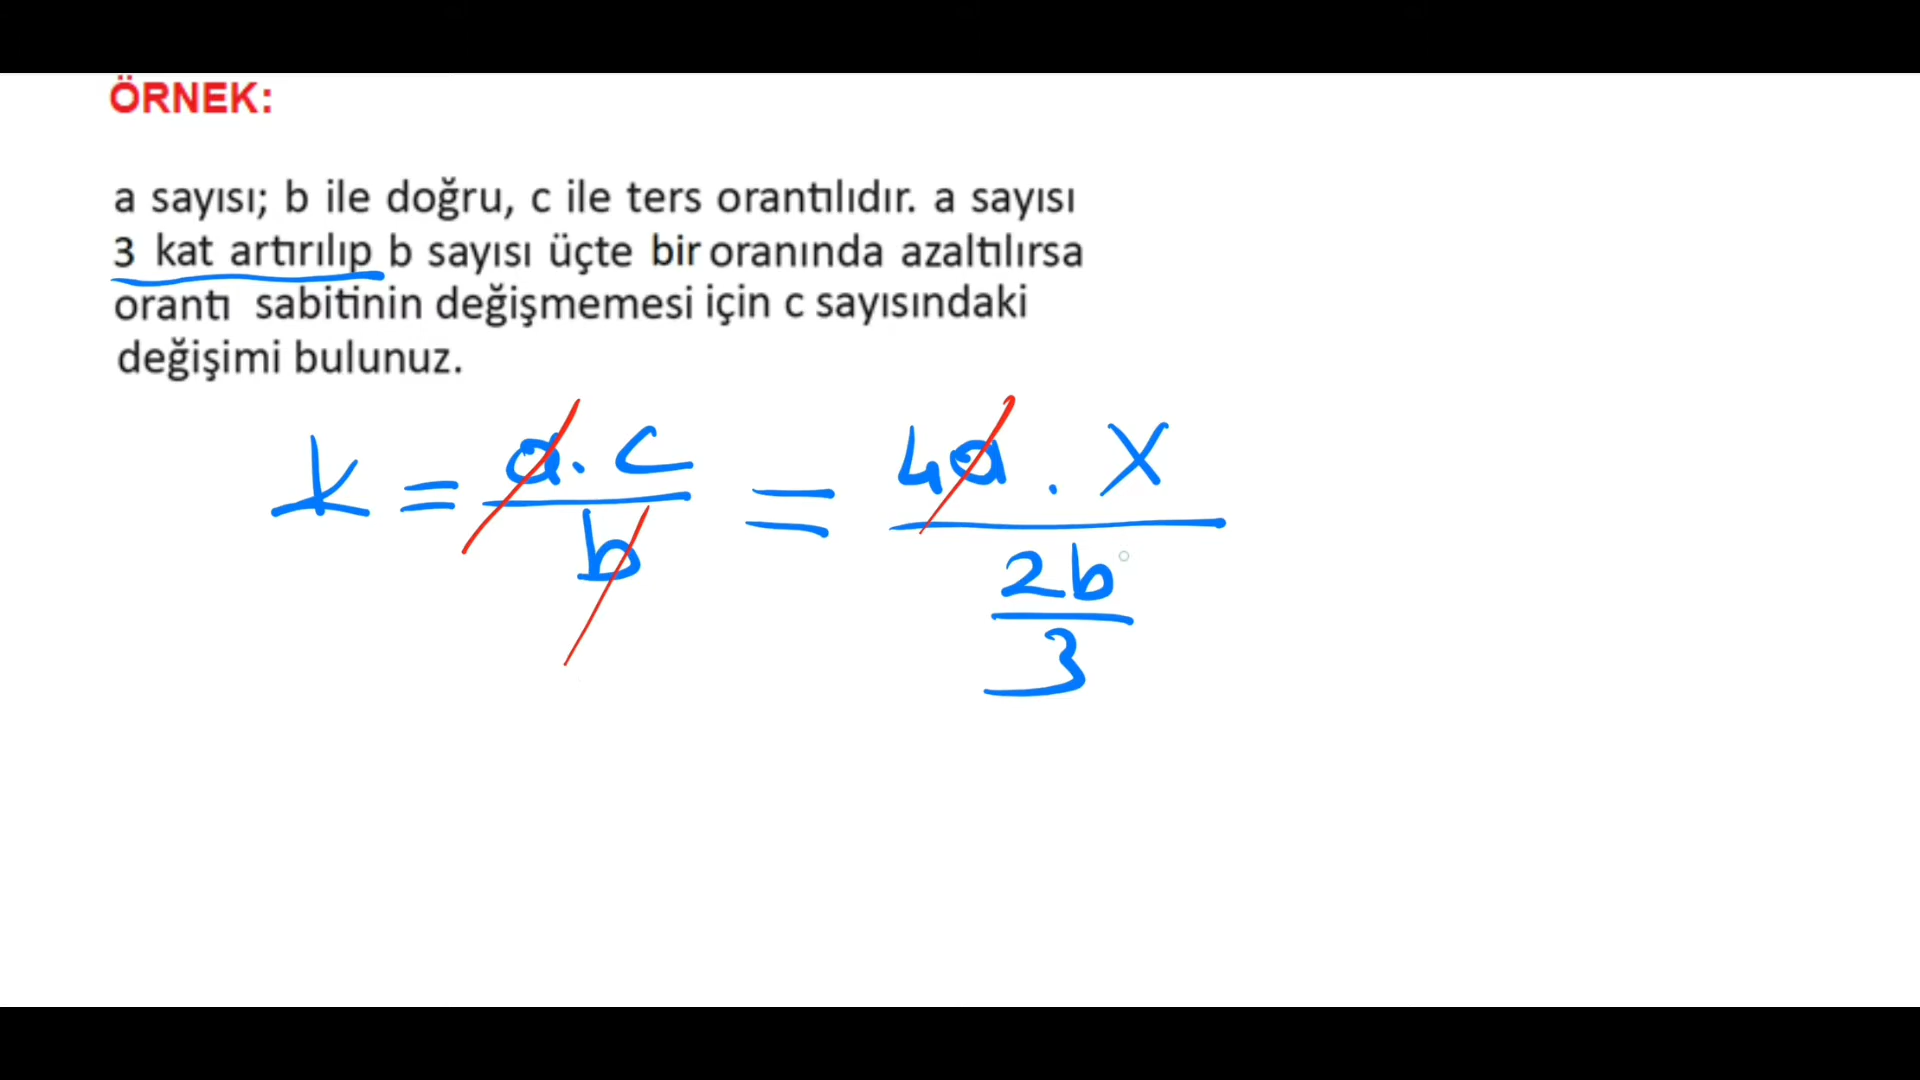 ÖRNEK:
a sayısı; b ile doğru, c ile ters orantılıdır. a sayısı
3 kat artırılıp b sayısı üçte bir oranında azaltılırsa
orantı sabitinin değişmemesi için c sayısındaki
değişimi bulunuz.
k = a . c / b = 4a . x / 2b / 3